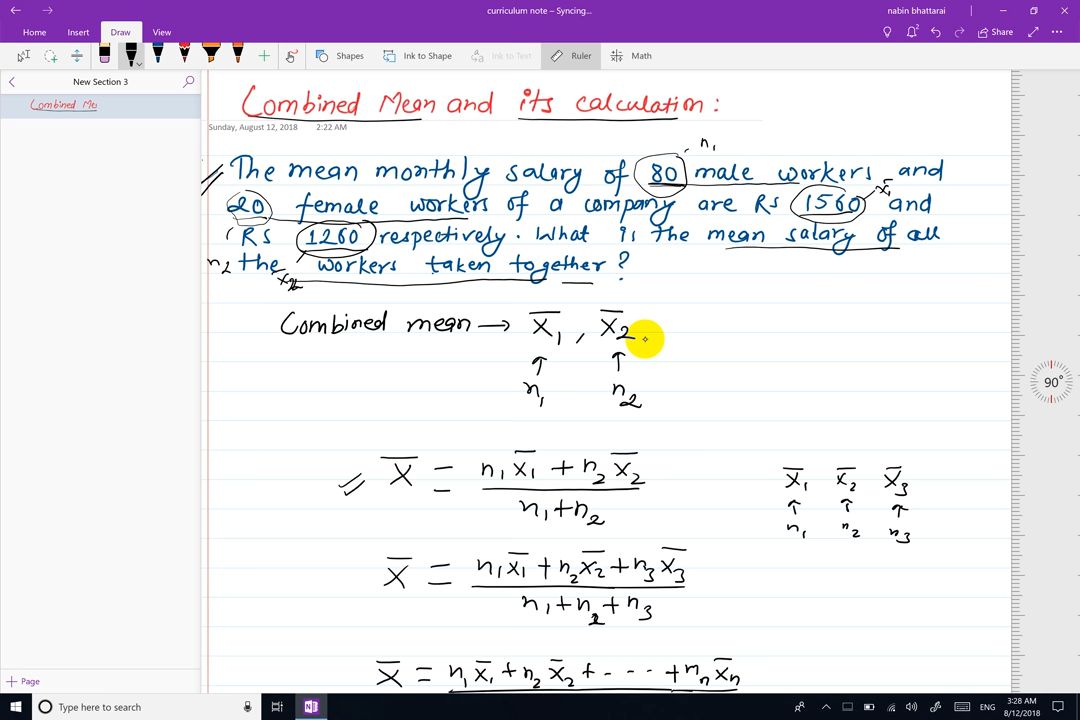 curriculum note - Syncing...
nabin bhattarai
Home Insert Draw View
Share
Shapes Ink to Shape Ink to Text Ruler Math
New Section 3
Combined Me
Combined Mean and its calculation:
Sunday, August 12, 2018 2:22 AM
n₁
The mean monthly salary of 80 male workers and
x̄₁
20 female workers of a company are Rs 1560 and
Rs 1260 respectively. What is the mean salary of all
n₂ the workers taken together?
x̄₂
Combined mean → X̄₁, X̄₂
↑ ↑
n₁ n₂
X̄ = n₁X̄₁ + n₂X̄₂
n₁+n₂
X̄₁ X̄₂ X̄₃
↑ ↑ ↑
n₁ n₂ n₃
X̄ = n₁X̄₁ + n₂X̄₂ + n₃X̄₃
n₁+n₂+n₃
X̄ = n₁X̄₁ + n₂X̄₂ + - - - + nₙX̄ₙ
90°
+ Page
Type here to search
ENG
3:28 AM
8/12/2018